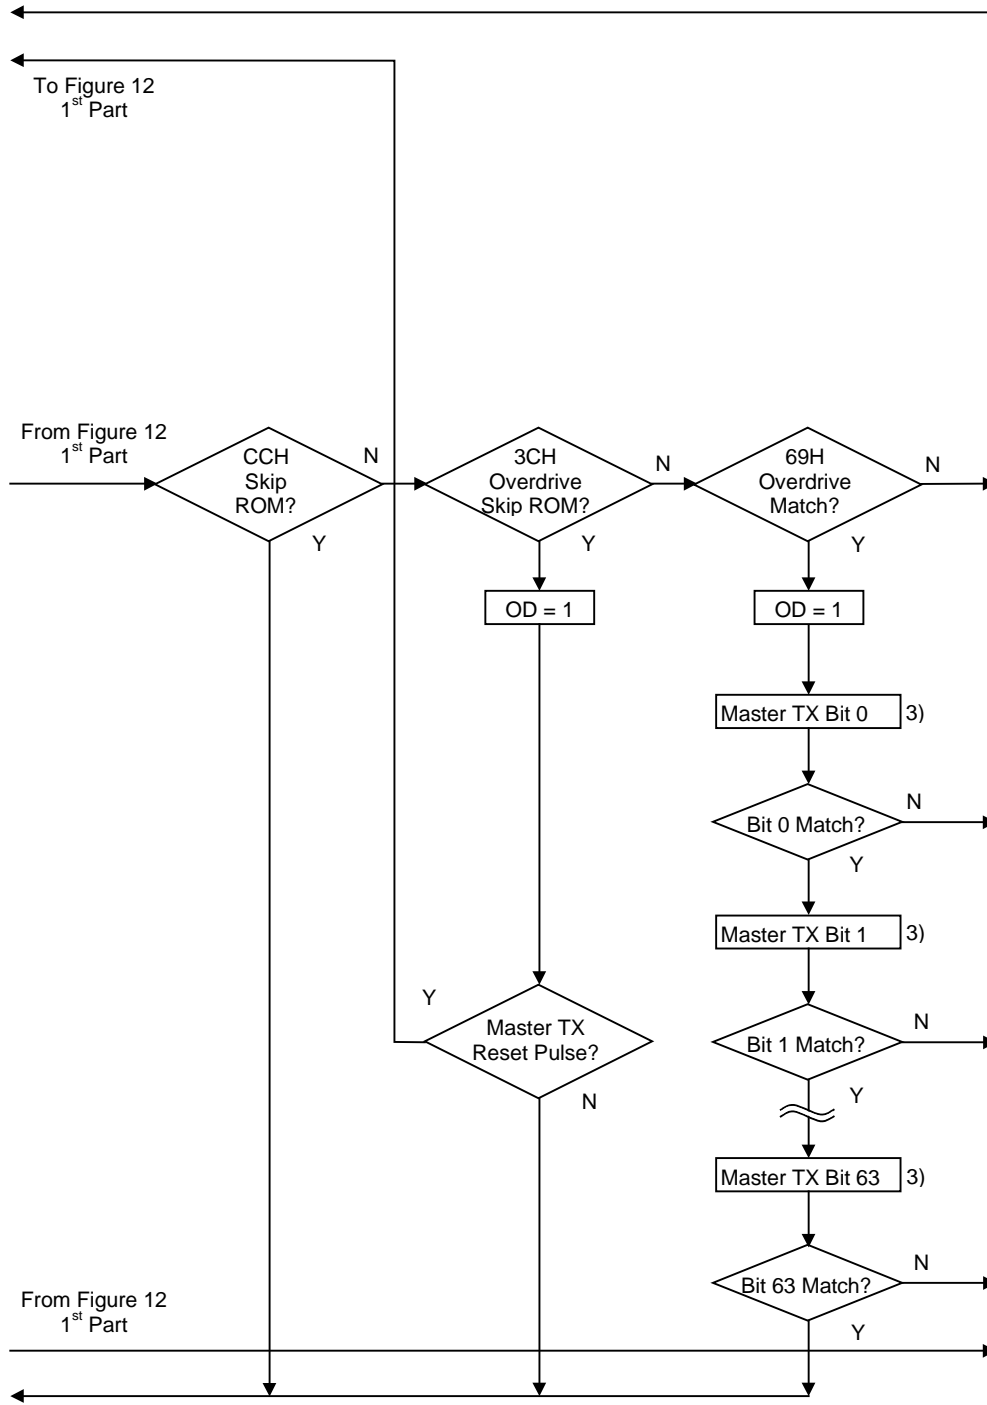 To Figure 12
1st Part
From Figure 12
1st Part
CCH
Skip
ROM?
N
Y
3CH
Overdrive
Skip ROM?
N
Y
69H
Overdrive
Match?
N
Y
OD = 1
OD = 1
Master TX Bit 0
3)
Bit 0 Match?
N
Y
Master TX Bit 1
3)
Y
Master TX
Reset Pulse?
N
Bit 1 Match?
N
Y
Master TX Bit 63
3)
Bit 63 Match?
N
Y
From Figure 12
1st Part